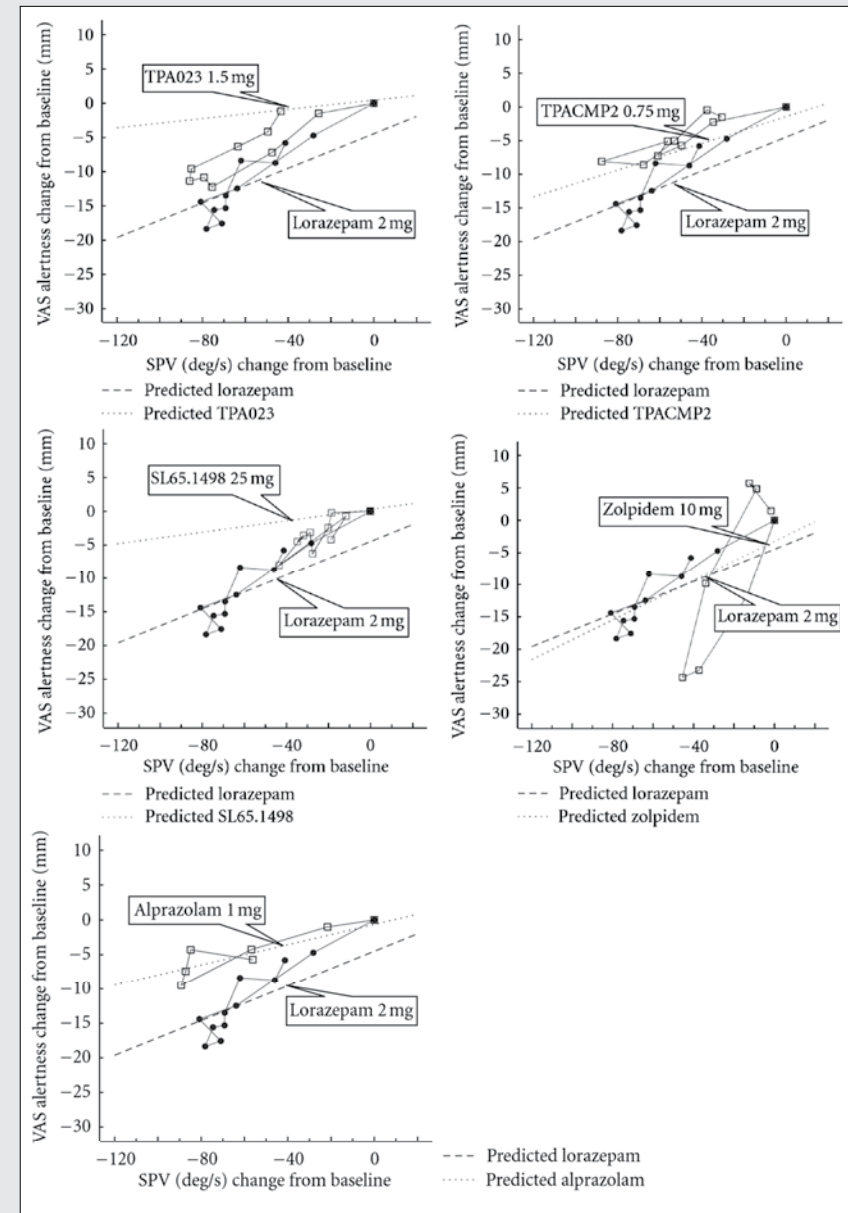 VAS alertness change from baseline (mm)
10
5
0
−5
−10
−15
−20
−25
−30
TPA023 1.5 mg
Lorazepam 2 mg
−120 −80 −40 0
SPV (deg/s) change from baseline
Predicted lorazepam
Predicted TPA023
VAS alertness change from baseline (mm)
10
5
0
−5
−10
−15
−20
−25
−30
TPACMP2 0.75 mg
Lorazepam 2 mg
−120 −80 −40 0
SPV (deg/s) change from baseline
Predicted lorazepam
Predicted TPACMP2
VAS alertness change from baseline (mm)
10
5
0
−5
−10
−15
−20
−25
−30
SL65.1498 25 mg
Lorazepam 2 mg
−120 −80 −40 0
SPV (deg/s) change from baseline
Predicted lorazepam
Predicted SL65.1498
VAS alertness change from baseline (mm)
10
5
0
−5
−10
−15
−20
−25
−30
Zolpidem 10 mg
Lorazepam 2 mg
−120 −80 −40 0
SPV (deg/s) change from baseline
Predicted lorazepam
Predicted zolpidem
VAS alertness change from baseline (mm)
10
5
0
−5
−10
−15
−20
−25
−30
Alprazolam 1 mg
Lorazepam 2 mg
−120 −80 −40 0
SPV (deg/s) change from baseline
Predicted lorazepam
Predicted alprazolam